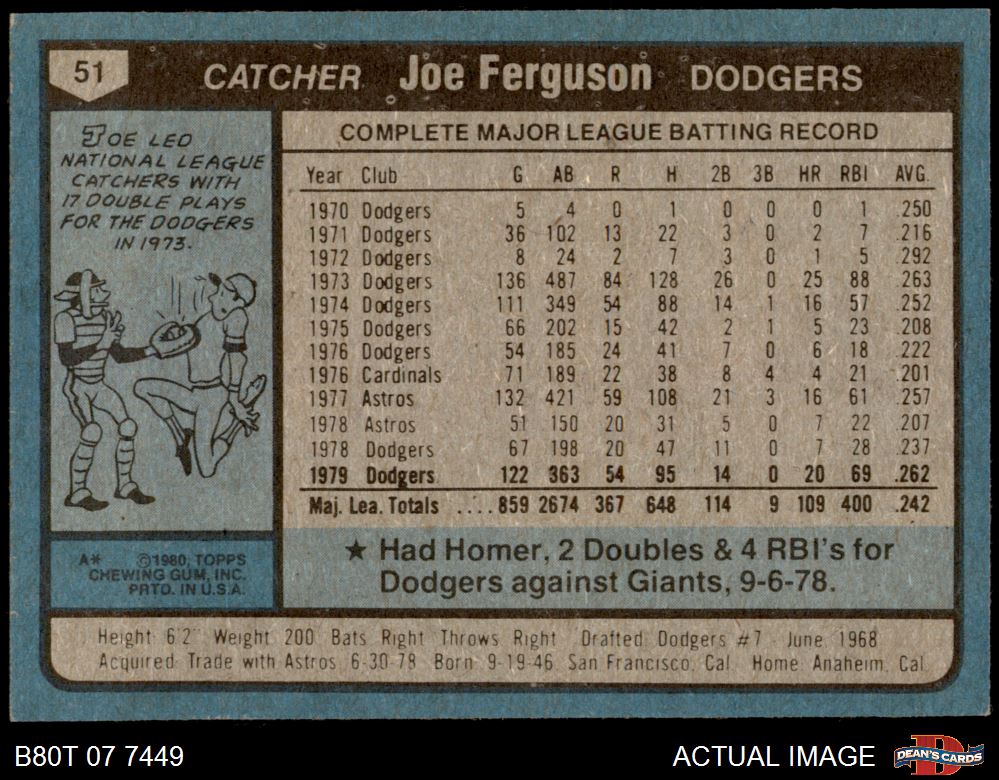 51 CATCHER Joe Ferguson DODGERS
JOE LED
NATIONAL LEAGUE
CATCHERS WITH
17 DOUBLE PLAYS
FOR THE DODGERS
IN 1973.
COMPLETE MAJOR LEAGUE BATTING RECORD
Year Club G AB R H 2B 3B HR RBI AVG.
1970 Dodgers 5 4 0 1 0 0 0 1 .250
1971 Dodgers 36 102 13 22 3 0 2 7 .216
1972 Dodgers 8 24 2 7 3 0 1 5 .292
1973 Dodgers 136 487 84 128 26 0 25 88 .263
1974 Dodgers 111 349 54 88 14 1 16 57 .252
1975 Dodgers 66 202 15 42 2 1 5 23 .208
1976 Dodgers 54 185 24 41 7 0 6 18 .222
1976 Cardinals 71 189 22 38 8 4 4 21 .201
1977 Astros 132 421 59 108 21 3 16 61 .257
1978 Astros 51 150 20 31 5 0 7 22 .207
1978 Dodgers 67 198 20 47 11 0 7 28 .237
1979 Dodgers 122 363 54 95 14 0 20 69 .262
Maj. Lea. Totals ....859 2674 367 648 114 9 109 400 .242
★ Had Homer, 2 Doubles & 4 RBI's for
Dodgers against Giants, 9-6-78.
A* ©1980, TOPPS
CHEWING GUM, INC.
PRTD. IN U.S.A.
Height 6'2" Weight 200 Bats Right Throws Right Drafted Dodgers #7 - June, 1968
Acquired Trade with Astros 6-30-78 Born 9-19-46, San Francisco, Cal. Home Anaheim, Cal.
B80T 07 7449
ACTUAL IMAGE
D
DEAN'S CARDS